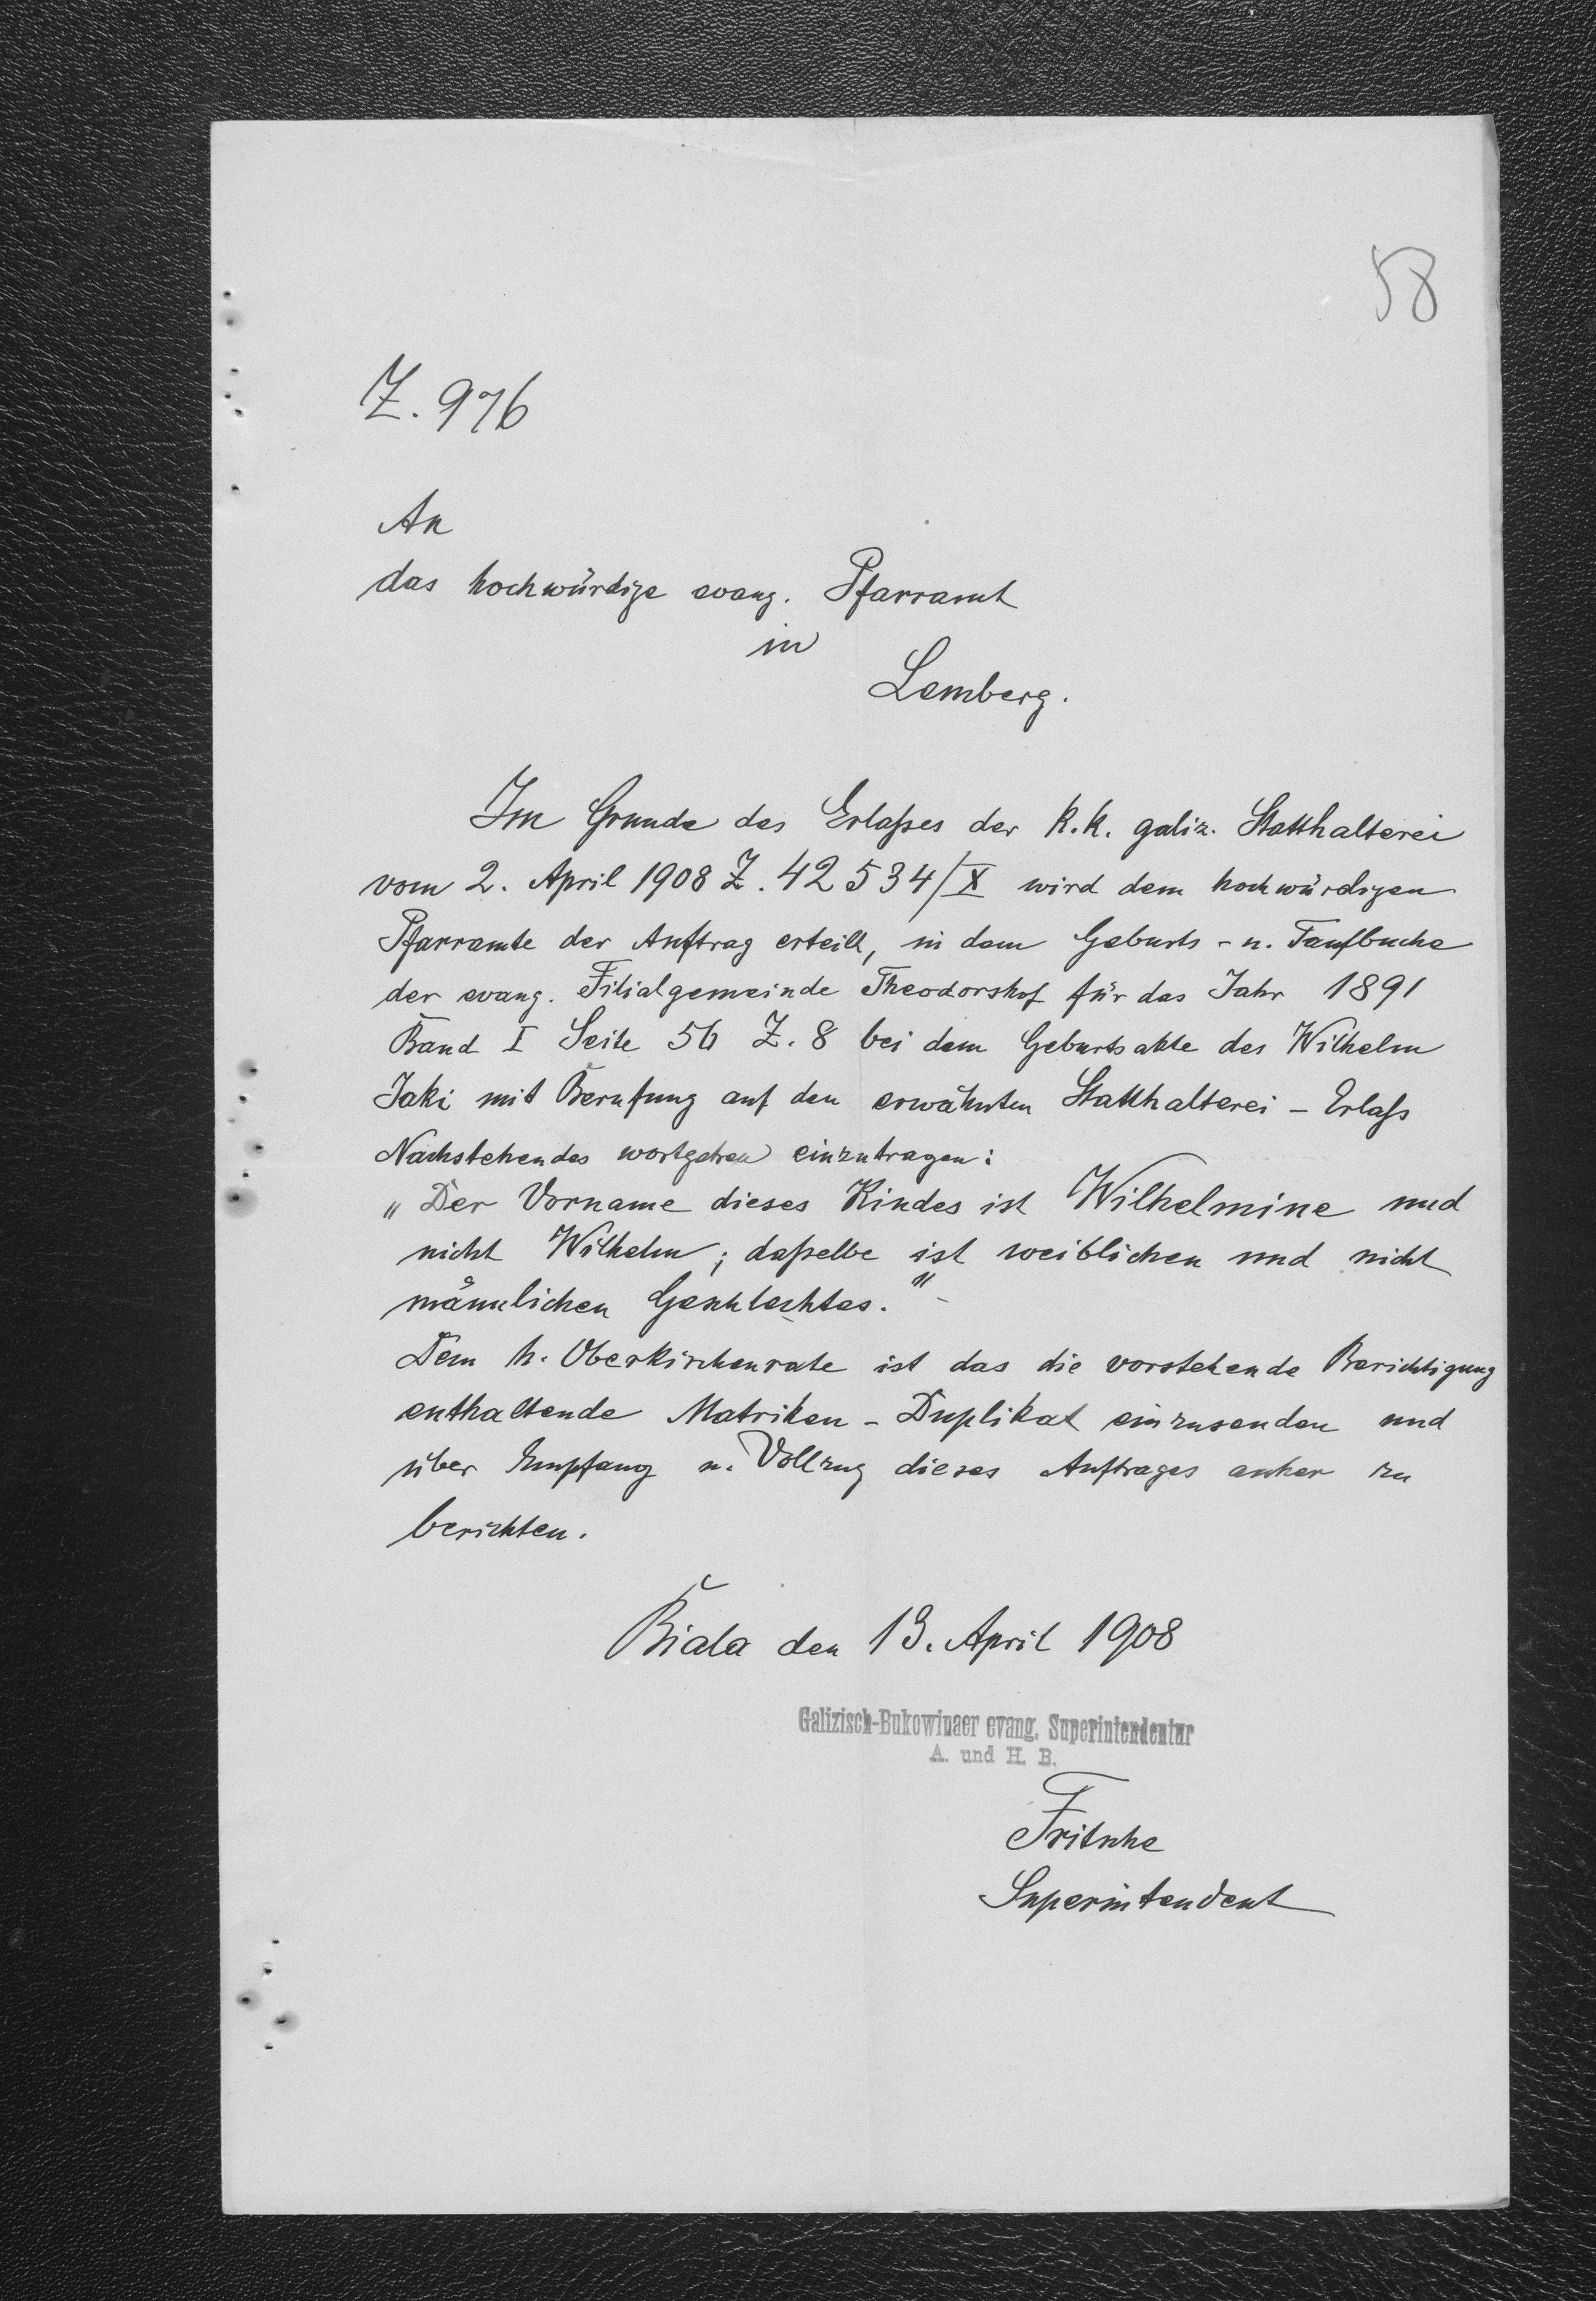 58
Z. 976
An
das hochwürdige evang. Pfarramt
in
Lemberg.
Im Grunde des Erlaßes der k.k. galiz. Statthalterei
vom 2. April 1908 Z. 42534/X wird dem hochwürdigen
Pfarramte der Auftrag erteilt, in dem Geburts- u. Taufbuche
der evang. Filialgemeinde Theodorshof für das Jahr 1891
Band I Seite 56 Z. 8 bei dem Geburtsakte des Wilhelm
Jaki mit Berufung auf den erwähnten Statthalterei-Erlaß
Nachstehendes wortgetreu einzutragen:
„Der Vorname dieses Kindes ist Wilhelmine und
nicht Wilhelm; daßelbe ist weiblichen und nicht
männlichen Geschlechtes."-
Dem h. Oberkirchenrate ist das die vorstehende Berichtigung
enthaltende Matriken-Duplikat einzusenden und
über Empfang u. Vollzug dieses Auftrages anher zu
berichten.
Biala den 13. April 1908
Galizisch-Bukowinaer evang. Superintendentur
A. und H. B.
Fritsche
Superintendent